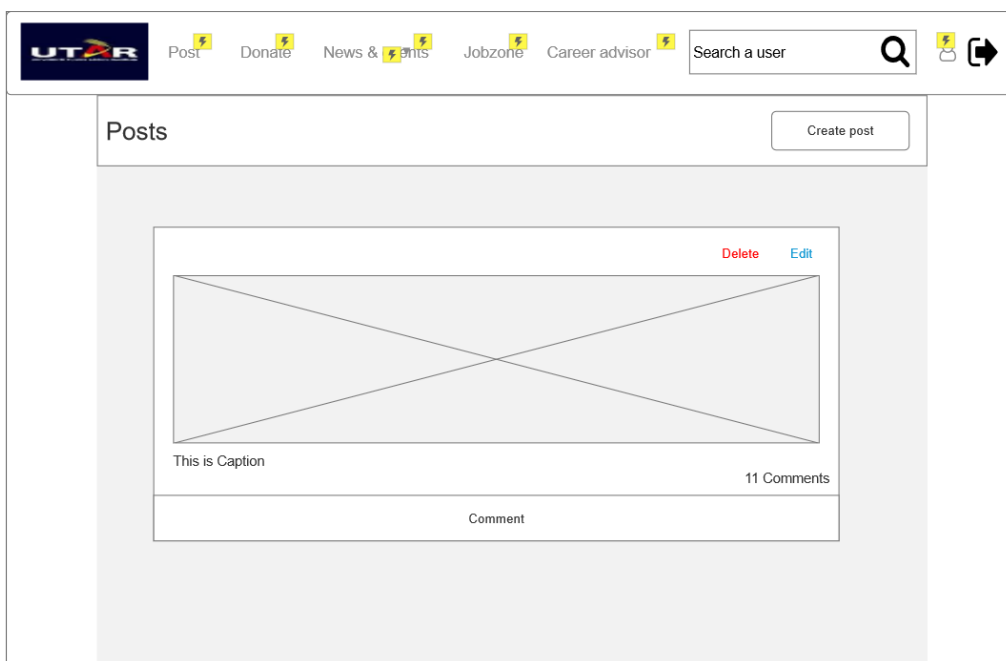 UTAR
Post
Donate
News & Events
Jobzone
Career advisor
Search a user
Posts
Create post
Delete
Edit
This is Caption
11 Comments
Comment